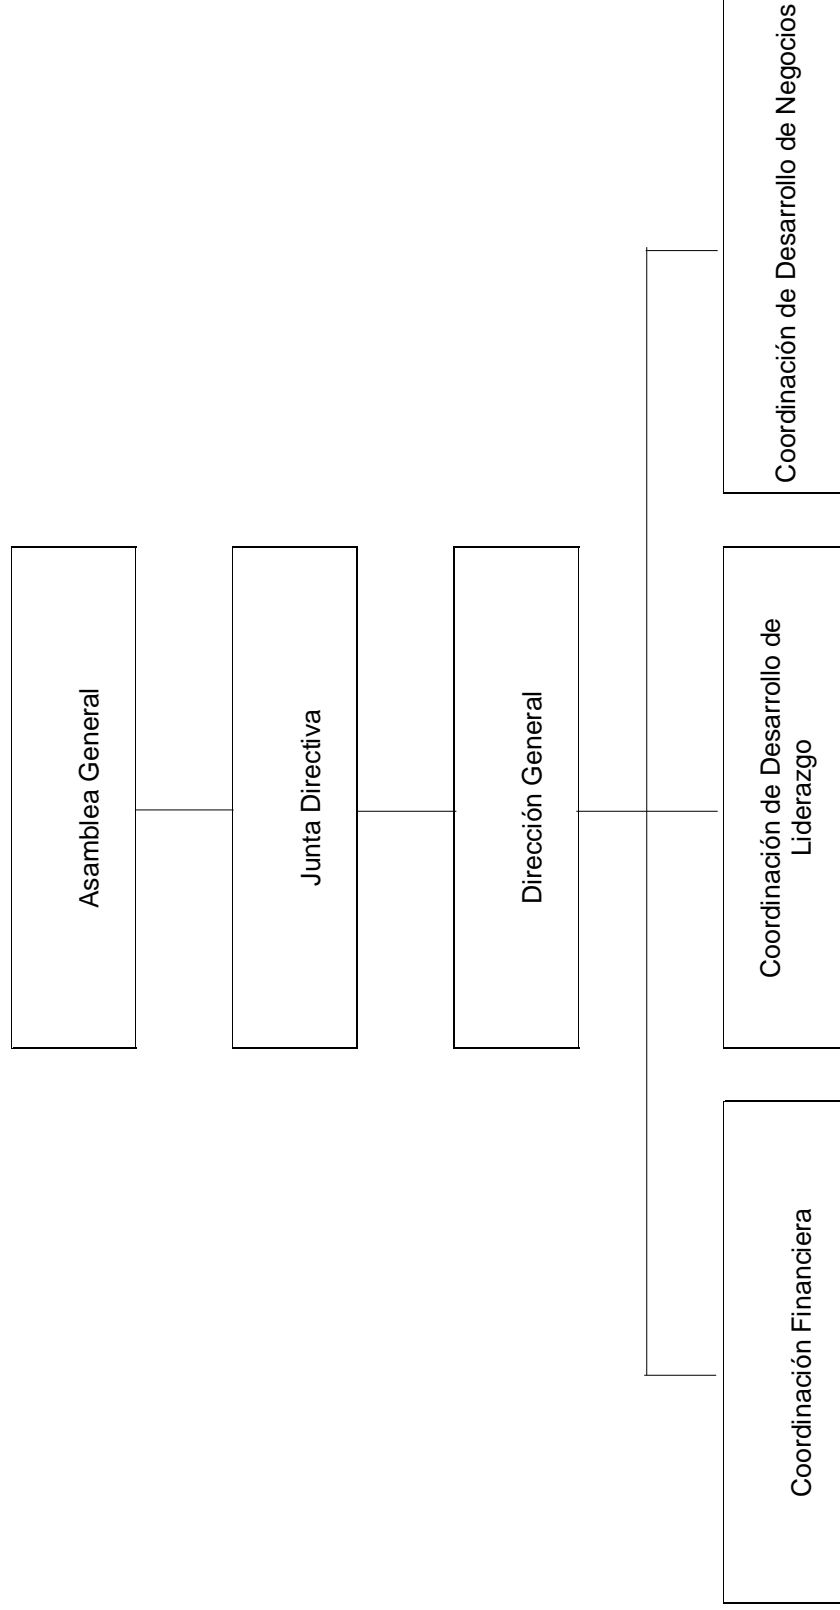 Asamblea General
Junta Directiva
Dirección General
Coordinación Financiera
Coordinación de Desarrollo de
Liderazgo
Coordinación de Desarrollo de Negocios